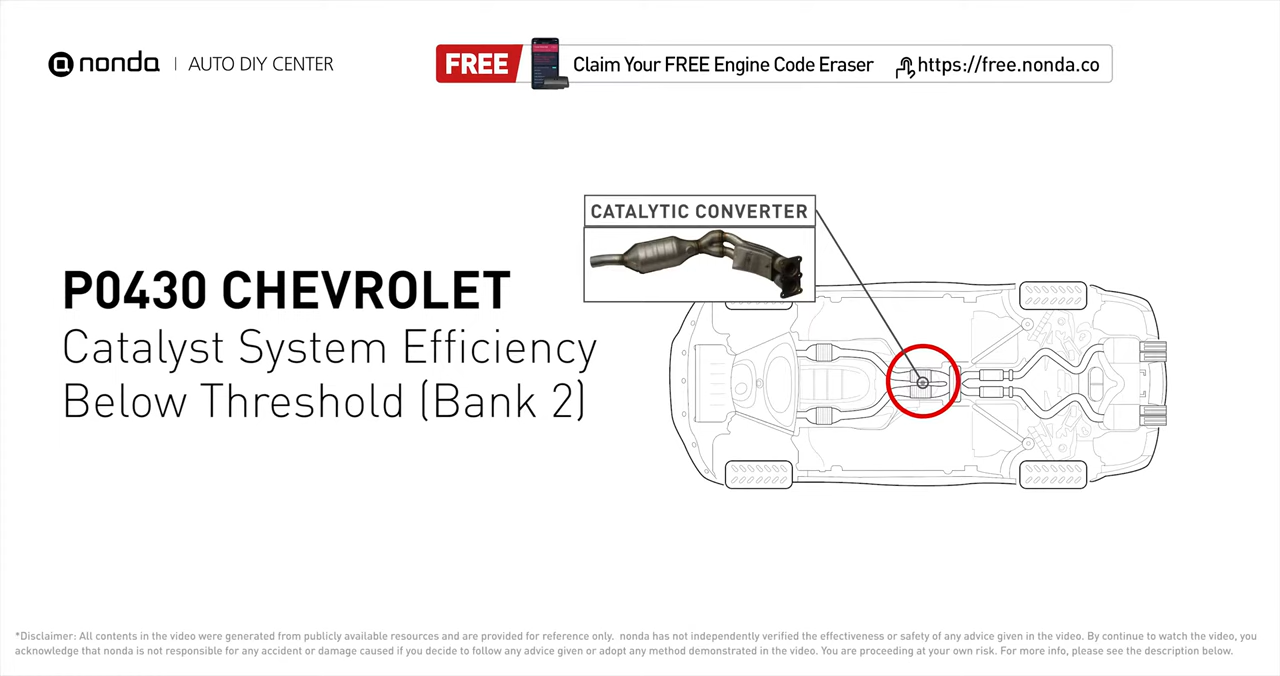 nonda | AUTO DIY CENTER
FREE Claim Your FREE Engine Code Eraser https://free.nonda.co
CATALYTIC CONVERTER
P0430 CHEVROLET
Catalyst System Efficiency
Below Threshold (Bank 2)
*Disclaimer: All contents in the video were generated from publicly available resources and are provided for reference only. nonda has not independently verified the effectiveness or safety of any advice given in the video. By continue to watch the video, you
acknowledge that nonda is not responsible for any accident or damage caused if you decide to follow any advice given or adopt any method demonstrated in the video. You are proceeding at your own risk. For more info, please see the description below.